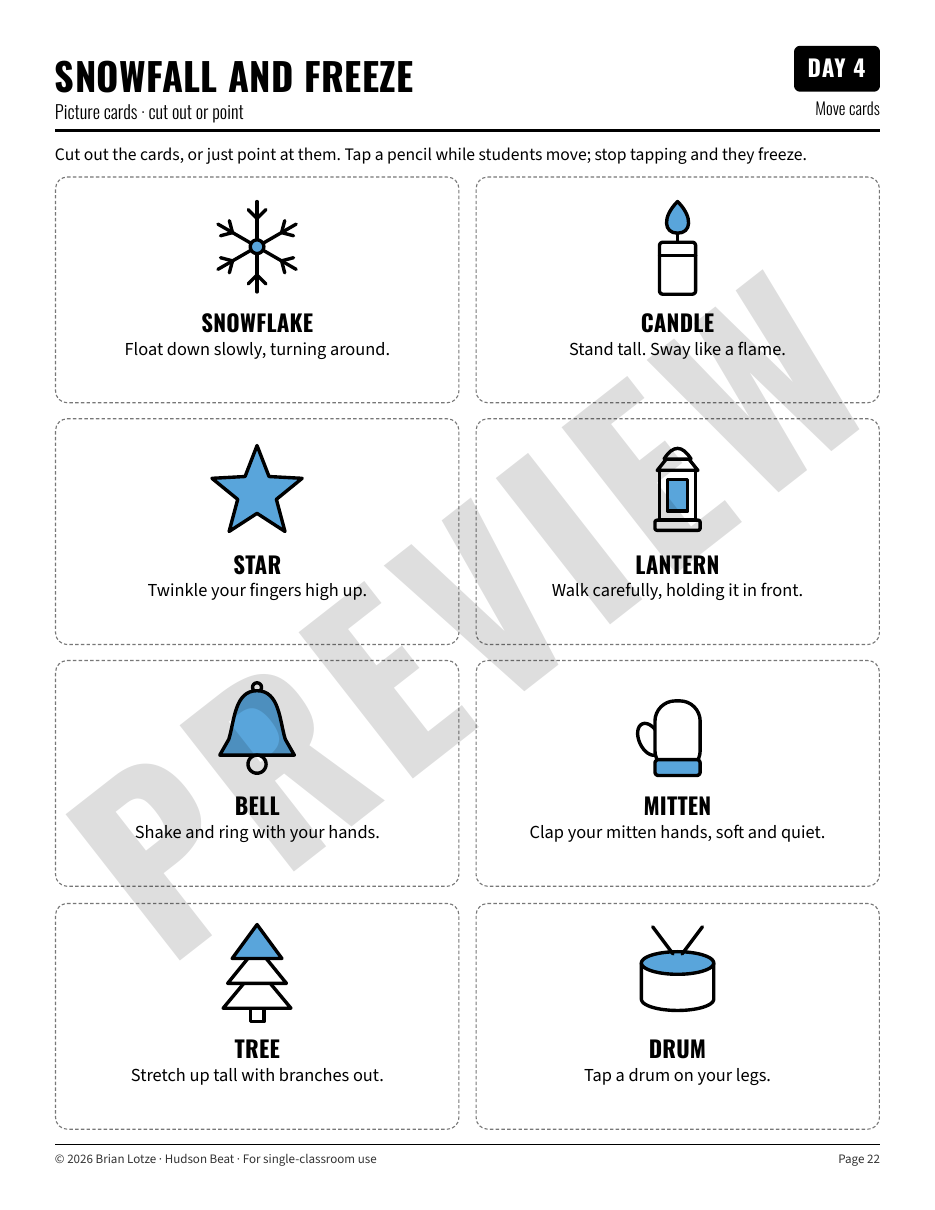 SNOWFALL AND FREEZE
DAY 4
Picture cards · cut out or point
Move cards
Cut out the cards, or just point at them. Tap a pencil while students move; stop tapping and they freeze.
SNOWFLAKE
Float down slowly, turning around.
CANDLE
Stand tall. Sway like a flame.
STAR
Twinkle your fingers high up.
LANTERN
Walk carefully, holding it in front.
BELL
Shake and ring with your hands.
MITTEN
Clap your mitten hands, soft and quiet.
TREE
Stretch up tall with branches out.
DRUM
Tap a drum on your legs.
PREVIEW
© 2026 Brian Lotze · Hudson Beat · For single-classroom use
Page 22